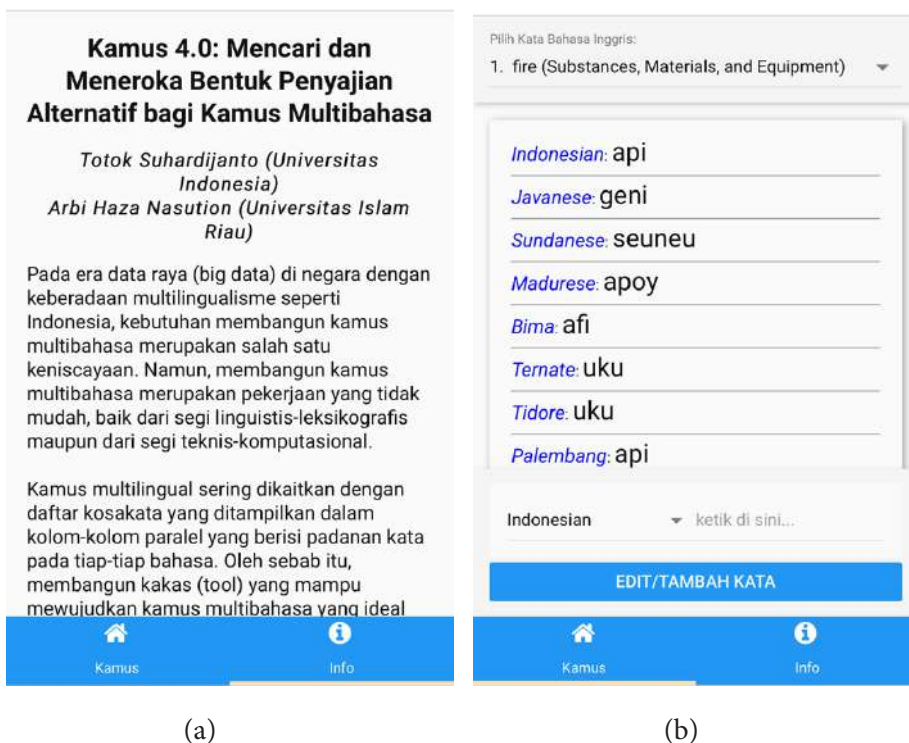 Kamus 4.0: Mencari dan
Meneroka Bentuk Penyajian
Alternatif bagi Kamus Multibahasa
Totok Suhardijanto (Universitas
Indonesia)
Arbi Haza Nasution (Universitas Islam
Riau)
Pada era data raya (big data) di negara dengan
keberadaan multilingualisme seperti
Indonesia, kebutuhan membangun kamus
multibahasa merupakan salah satu
keniscayaan. Namun, membangun kamus
multibahasa merupakan pekerjaan yang tidak
mudah, baik dari segi linguistis-leksikografis
maupun dari segi teknis-komputasional.
Kamus multilingual sering dikaitkan dengan
daftar kosakata yang ditampilkan dalam
kolom-kolom paralel yang berisi padanan kata
pada tiap-tiap bahasa. Oleh sebab itu,
membangun kakas (tool) yang mampu
mewujudkan kamus multibahasa yang ideal
Kamus
Info
(a)
Pilih Kata Bahasa Inggris:
1. fire (Substances, Materials, and Equipment)
Indonesian: api
Javanese: geni
Sundanese: seuneu
Madurese: apoy
Bima: afi
Ternate: uku
Tidore: uku
Palembang: api
Indonesian
ketik di sini...
EDIT/TAMBAH KATA
Kamus
Info
(b)